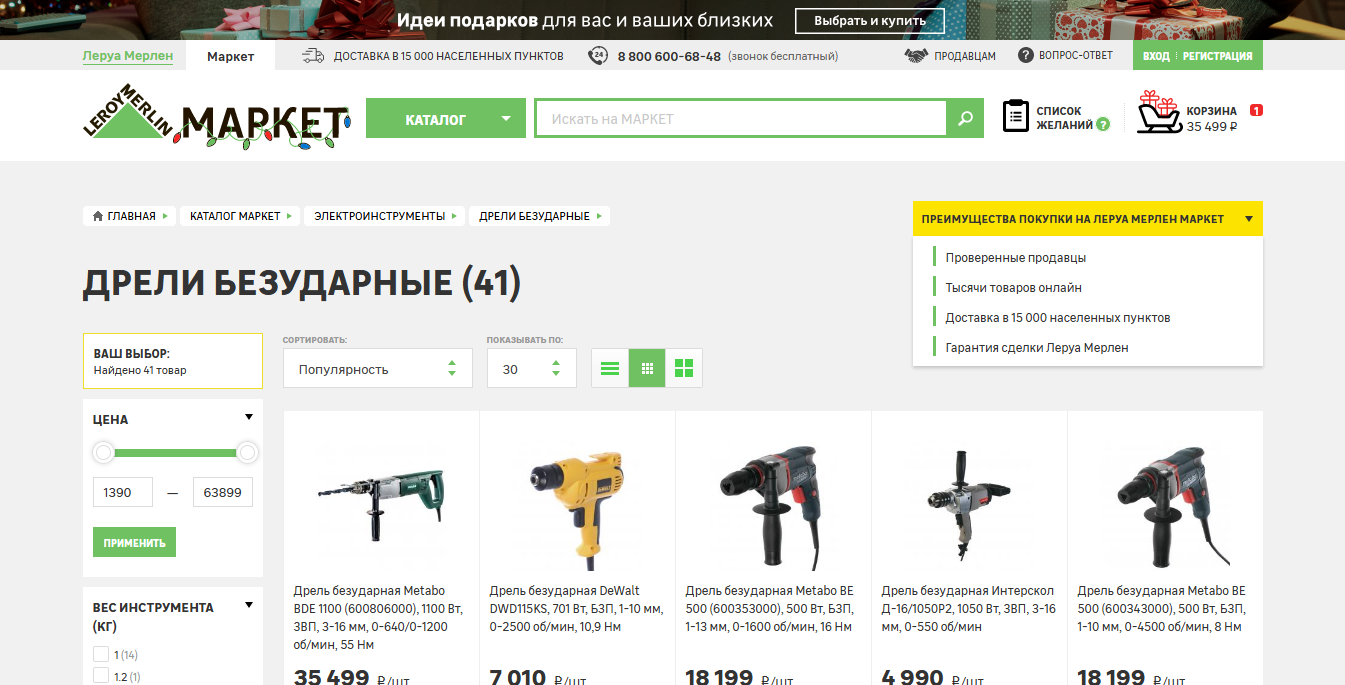 Идеи подарков для вас и ваших близких
Выбрать и купить
Леруа Мерлен
Маркет
ДОСТАВКА В 15 000 НАСЕЛЕННЫХ ПУНКТОВ
24
8 800 600-68-48 (звонок бесплатный)
ПРОДАВЦАМ
? ВОПРОС-ОТВЕТ
ВХОД
РЕГИСТРАЦИЯ
LEROY MERLIN
МАРКЕТ
КАТАЛОГ
Искать на МАРКЕТ
СПИСОК
ЖЕЛАНИЙ ?
КОРЗИНА 1
35 499 ₽
ГЛАВНАЯ
КАТАЛОГ МАРКЕТ
ЭЛЕКТРОИНСТРУМЕНТЫ
ДРЕЛИ БЕЗУДАРНЫЕ
ПРЕИМУЩЕСТВА ПОКУПКИ НА ЛЕРУА МЕРЛЕН МАРКЕТ
Проверенные продавцы
Тысячи товаров онлайн
Доставка в 15 000 населенных пунктов
Гарантия сделки Леруа Мерлен
ДРЕЛИ БЕЗУДАРНЫЕ (41)
ВАШ ВЫБОР:
Найдено 41 товар
СОРТИРОВАТЬ:
Популярность
ПОКАЗЫВАТЬ ПО:
30
ЦЕНА
1390 — 63899
ПРИМЕНИТЬ
ВЕС ИНСТРУМЕНТА
(КГ)
1 (14)
1.2 (1)
Дрель безударная Metabo
BDE 1100 (600806000), 1100 Вт,
ЗВП, 3-16 мм, 0-640/0-1200
об/мин, 55 Нм
35 499 ₽/шт
Дрель безударная DeWalt
DWD115KS, 701 Вт, БЗП, 1-10 мм,
0-2500 об/мин, 10,9 Нм
7 010 ₽/шт
Дрель безударная Metabo BE
500 (600353000), 500 Вт, БЗП,
1-13 мм, 0-1600 об/мин, 16 Нм
18 199 ₽/шт
Дрель безударная Интерскол
Д-16/1050Р2, 1050 Вт, ЗВП, 3-16
мм, 0-550 об/мин
4 990 ₽/шт
Дрель безударная Metabo BE
500 (600343000), 500 Вт, БЗП,
1-10 мм, 0-4500 об/мин, 8 Нм
18 199 ₽/шт